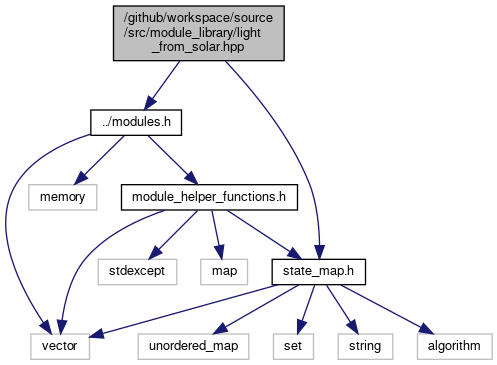 /github/workspace/source
/src/module_library/light
_from_solar.hpp
../modules.h
memory
module_helper_functions.h
stdexcept
map
state_map.h
vector
unordered_map
set
string
algorithm